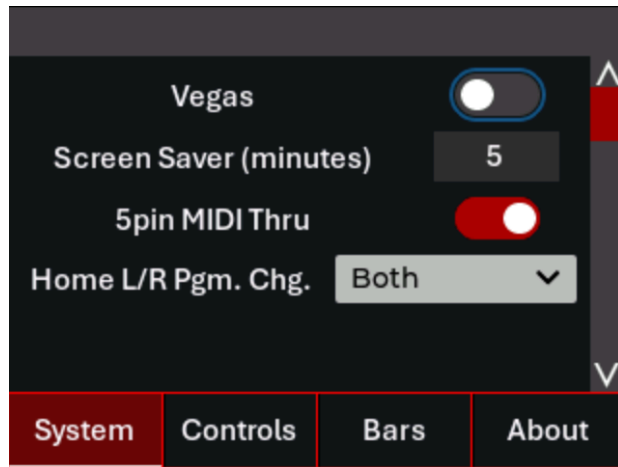 Vegas
Screen Saver (minutes) 5
5pin MIDI Thru
Home L/R Pgm. Chg. Both
System Controls Bars About